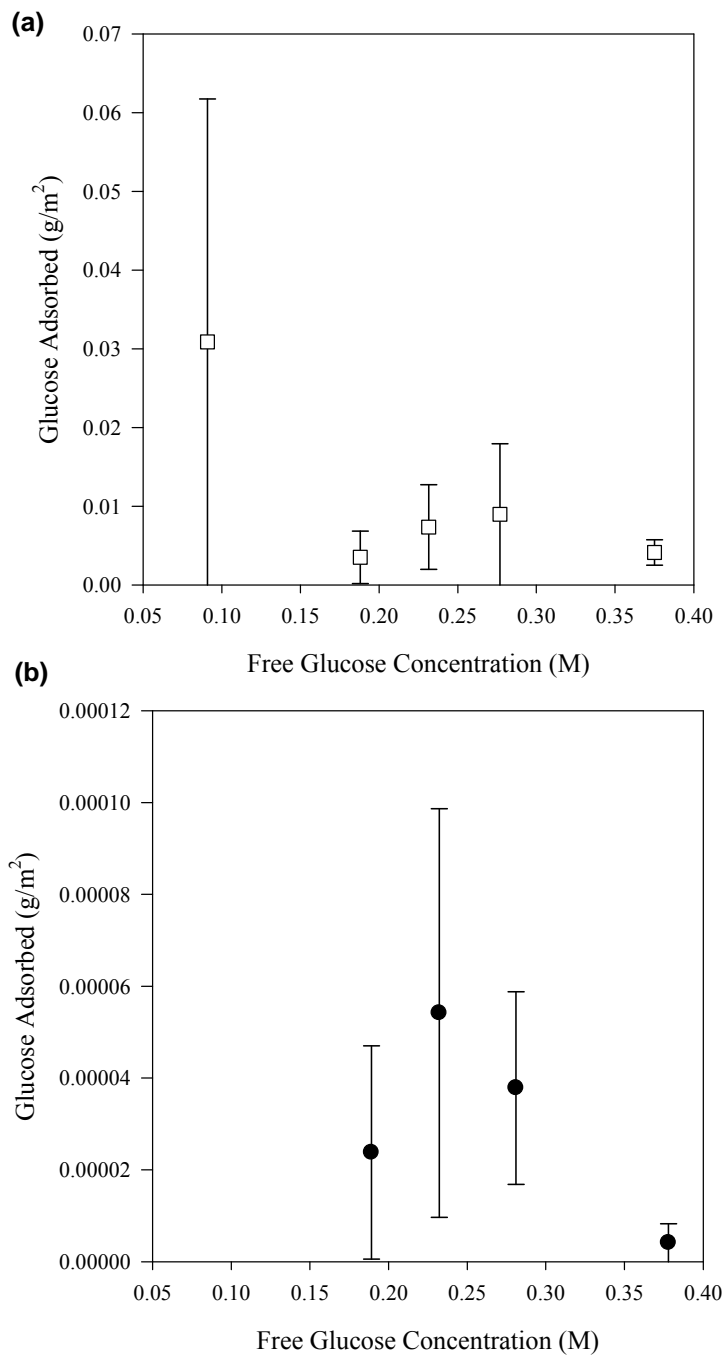 (a)
0.07
0.06
0.05
0.04
0.03
0.02
0.01
0.00
Glucose Adsorbed (g/m²)
0.05 0.10 0.15 0.20 0.25 0.30 0.35 0.40
Free Glucose Concentration (M)
(b)
0.00012
0.00010
0.00008
0.00006
0.00004
0.00002
0.00000
Glucose Adsorbed (g/m²)
0.05 0.10 0.15 0.20 0.25 0.30 0.35 0.40
Free Glucose Concentration (M)